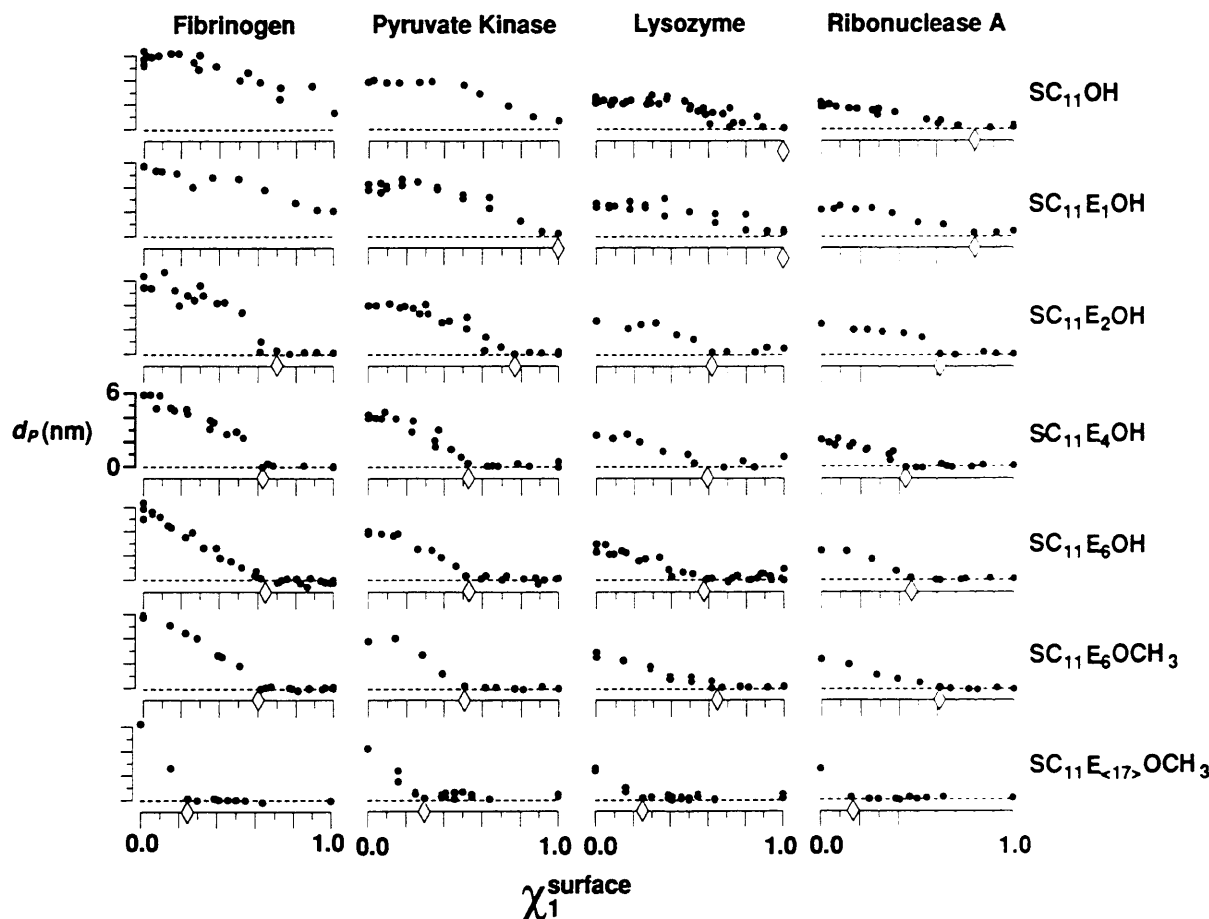 Fibrinogen Pyruvate Kinase Lysozyme Ribonuclease A
SC₁₁OH
SC₁₁E₁OH
SC₁₁E₂OH
6
dₚ(nm)
SC₁₁E₄OH
0
SC₁₁E₆OH
SC₁₁E₆OCH₃
SC₁₁E<₁₇>OCH₃
0.0 1.0 0.0 1.0 0.0 1.0 0.0 1.0
χ₁ˢᵘʳᶠᵃᶜᵉ